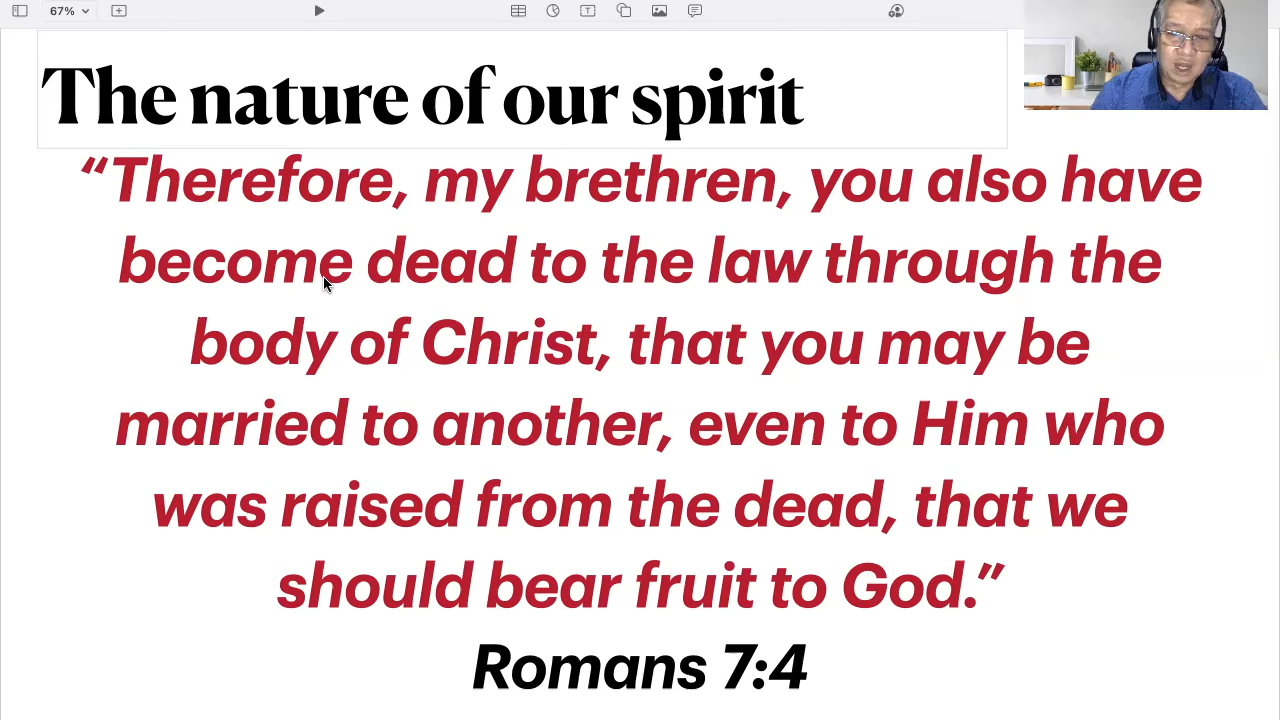 67%
The nature of our spirit
“Therefore, my brethren, you also have
become dead to the law through the
body of Christ, that you may be
married to another, even to Him who
was raised from the dead, that we
should bear fruit to God.”
Romans 7:4